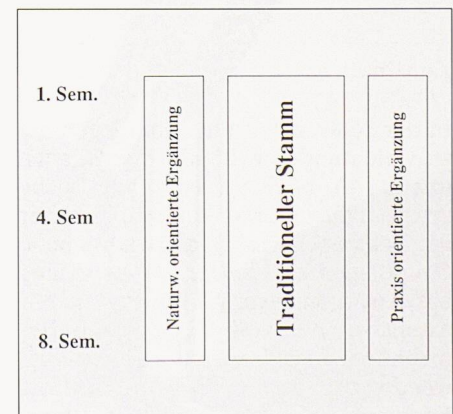 1. Sem.
4. Sem
8. Sem.
Naturw. orientierte Ergänzung
Traditioneller Stamm
Praxis orientierte Ergänzung